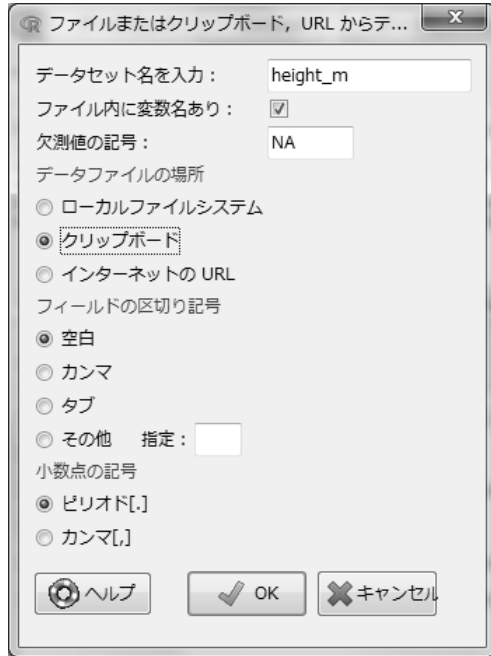 ファイルまたはクリップボード, URL からテ...
データセット名を入力: height_m
ファイル内に変数名あり:
欠測値の記号: NA
データファイルの場所
ローカルファイルシステム
クリップボード
インターネットの URL
フィールドの区切り記号
空白
カンマ
タブ
その他 指定:
小数点の記号
ピリオド[.]
カンマ[,]
ヘルプ OK キャンセル